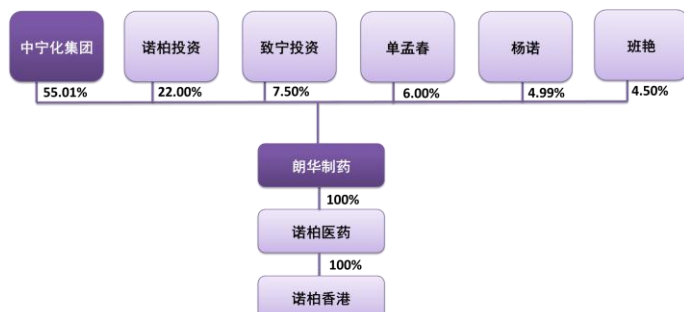 中宁化集团
诺柏投资
致宁投资
单孟春
杨诺
班艳
55.01%
22.00%
7.50%
6.00%
4.99%
4.50%
朗华制药
100%
诺柏医药
100%
诺柏香港